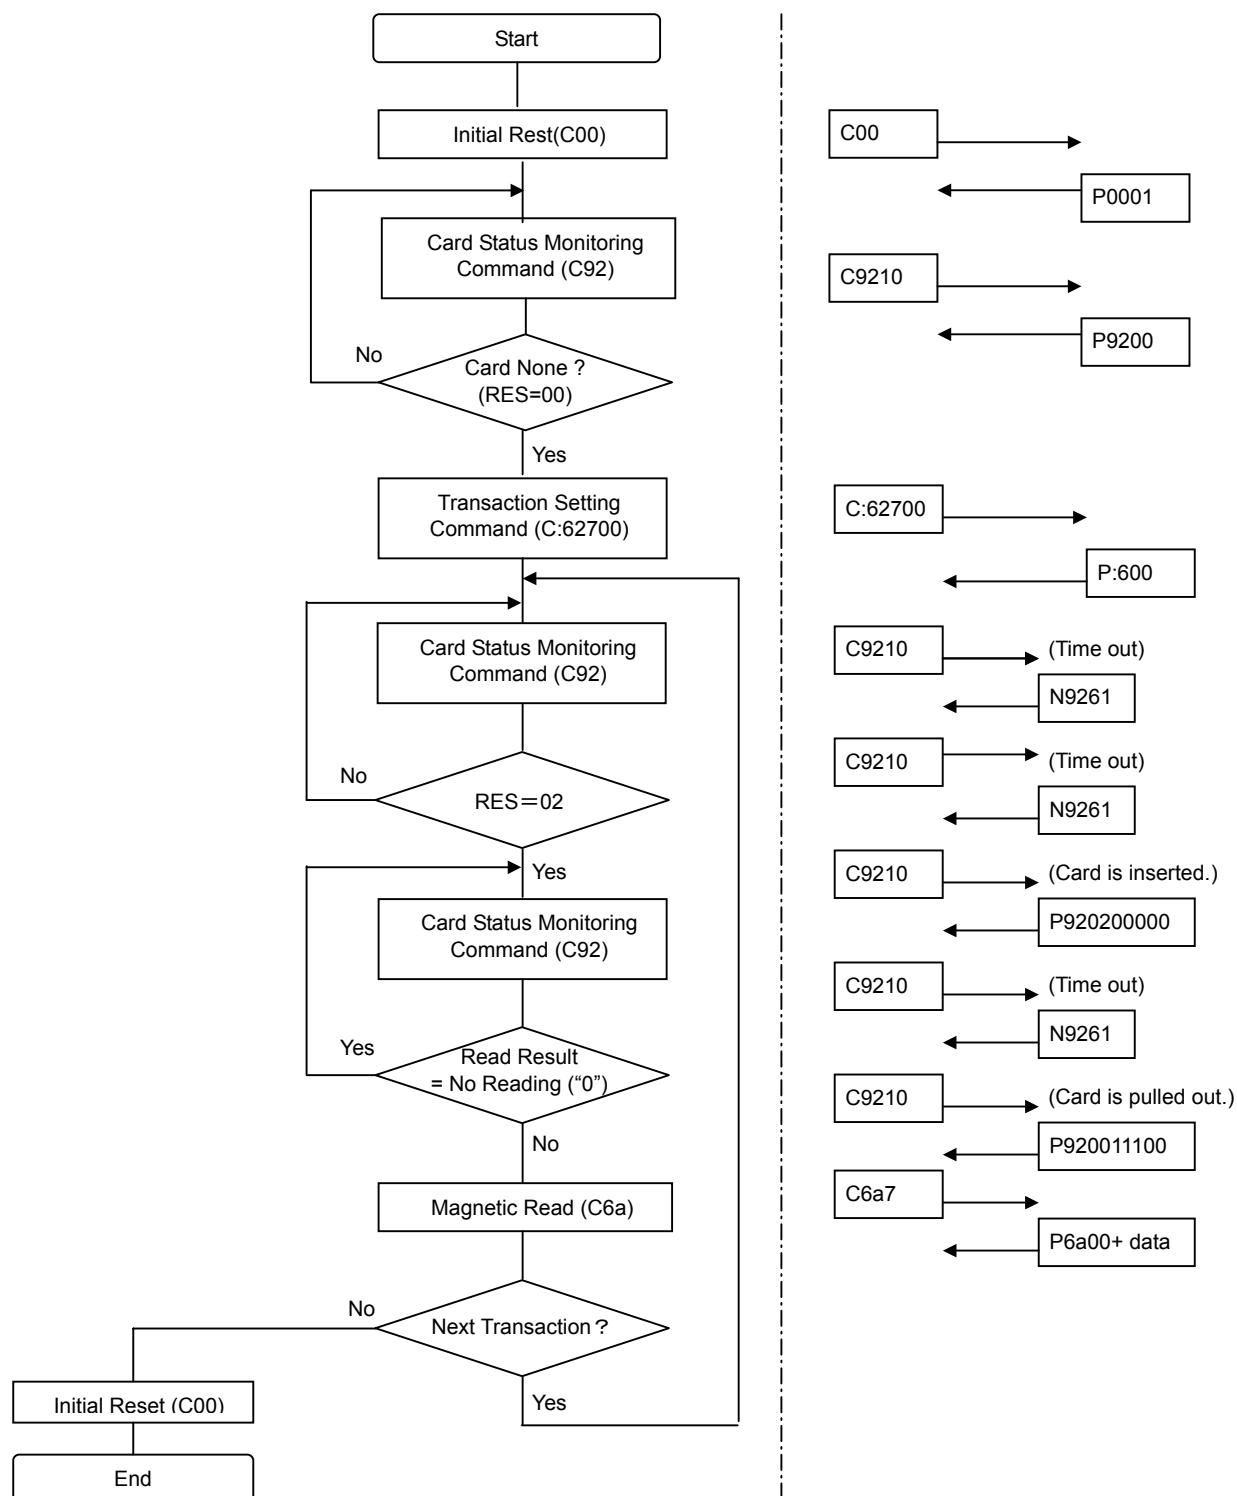 Start
Initial Rest(C00)
Card Status Monitoring
Command (C92)
No
Card None ?
(RES=00)
Yes
Transaction Setting
Command (C:62700)
Card Status Monitoring
Command (C92)
No
RES＝02
Yes
Card Status Monitoring
Command (C92)
Yes
Read Result
= No Reading (“0”)
No
Magnetic Read (C6a)
No
Next Transaction？
Yes
Initial Reset (C00)
End
C00
P0001
C9210
P9200
C:62700
P:600
C9210
(Time out)
N9261
C9210
(Time out)
N9261
C9210
(Card is inserted.)
P920200000
C9210
(Time out)
N9261
C9210
(Card is pulled out.)
P920011100
C6a7
P6a00+ data